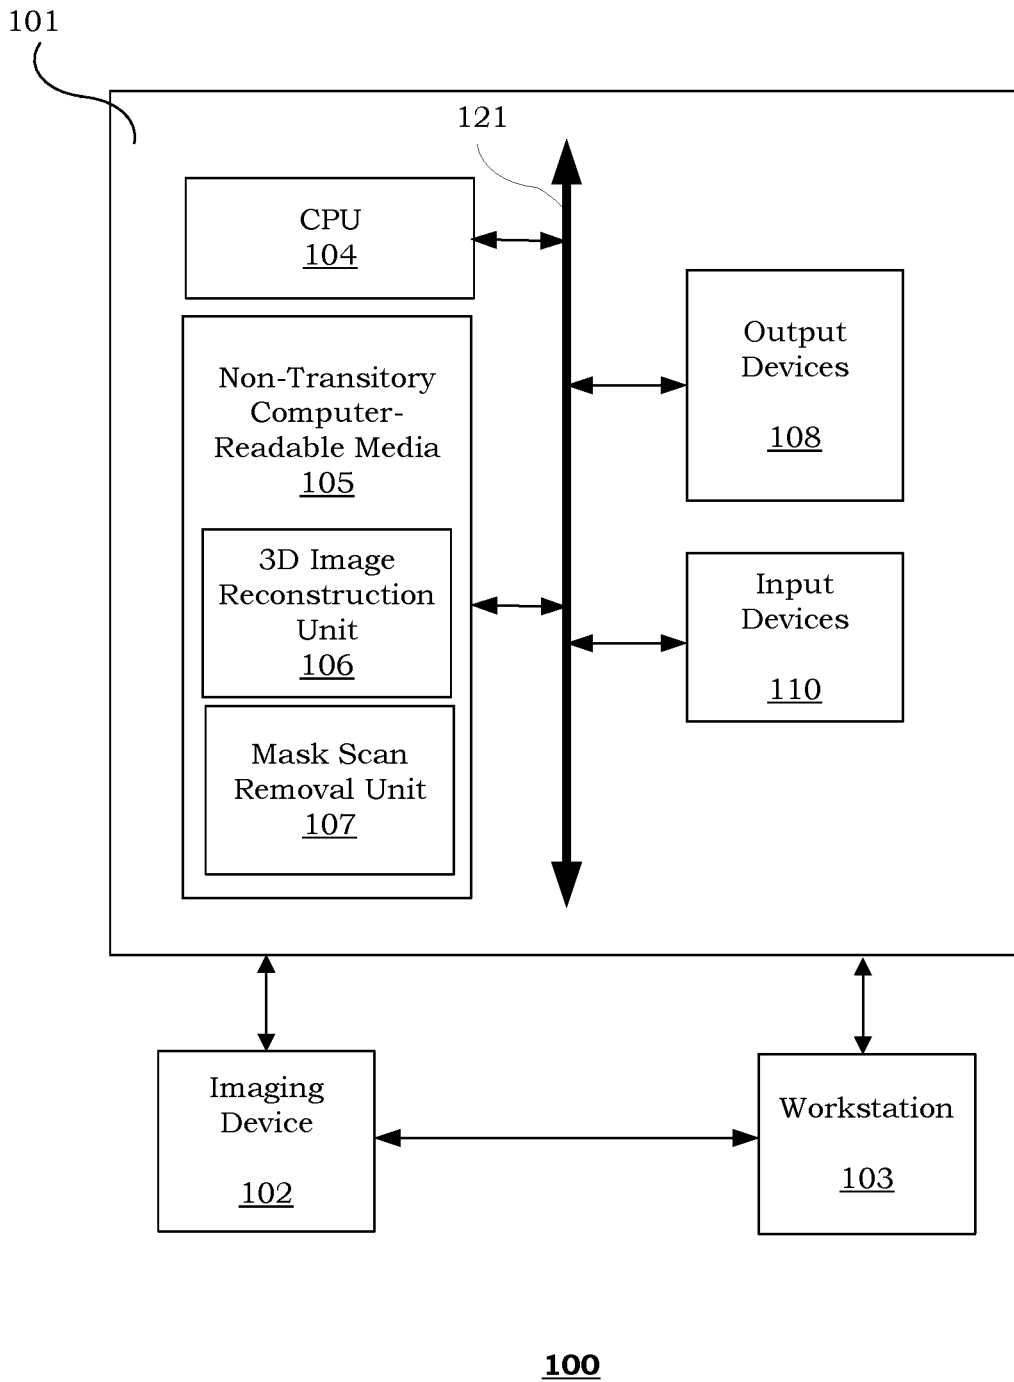 101
121
CPU
104
Output
Devices
108
Non-Transitory
Computer-
Readable Media
105
3D Image
Reconstruction
Unit
106
Input
Devices
110
Mask Scan
Removal Unit
107
Imaging
Device
102
Workstation
103
100